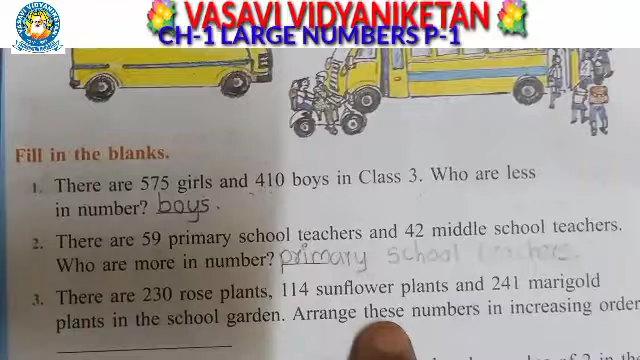 VASAVI VIDYANIKETAN
CH-1 LARGE NUMBERS P-1
Fill in the blanks.
1. There are 575 girls and 410 boys in Class 3. Who are less
in number? boys.
2. There are 59 primary school teachers and 42 middle school teachers.
Who are more in number? primary school teachers.
3. There are 230 rose plants, 114 sunflower plants and 241 marigold
plants in the school garden. Arrange these numbers in increasing order